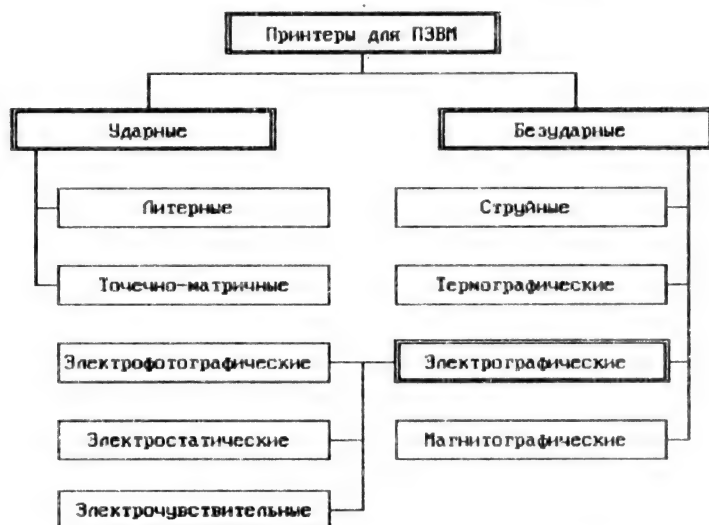 Принтеры для ПЭВМ
Ударные
Безударные
Литерные
Струйные
Точечно-матричные
Термографические
Электрофотографические
Электрографические
Электростатические
Магнитографические
Электрочувствительные